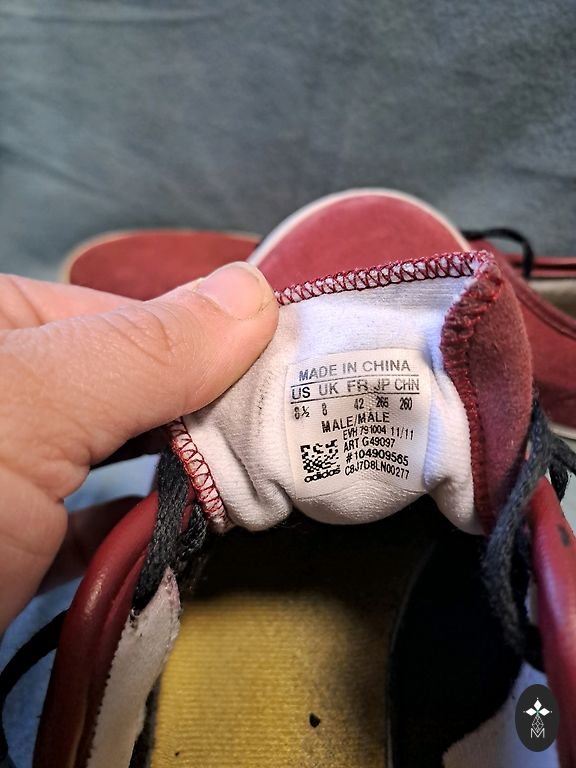 MADE IN CHINA
US UK FR JP CHN
8½ 8 42 265 260
MALE/MÂLE
EVH 791004 11/11
ART G49097
#104909565
adidas C8J7D8LN00277
M